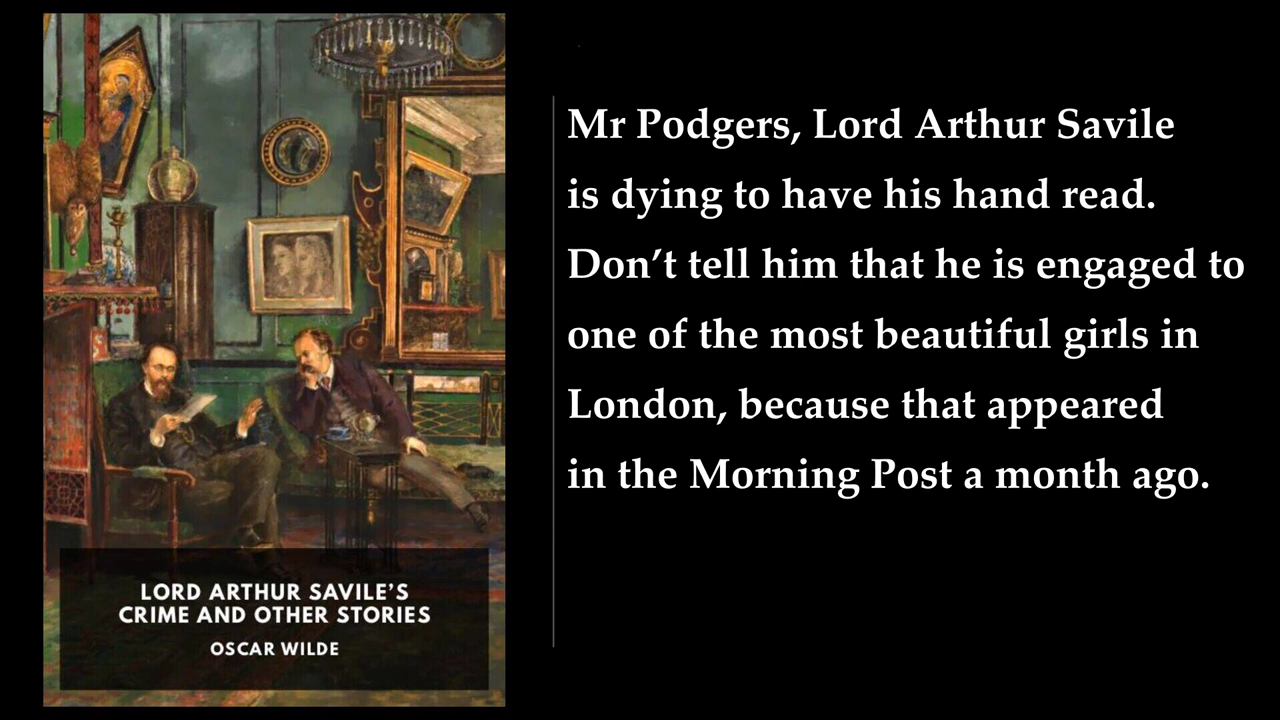 LORD ARTHUR SAVILE’S
CRIME AND OTHER STORIES
OSCAR WILDE
Mr Podgers, Lord Arthur Savile
is dying to have his hand read.
Don’t tell him that he is engaged to
one of the most beautiful girls in
London, because that appeared
in the Morning Post a month ago.